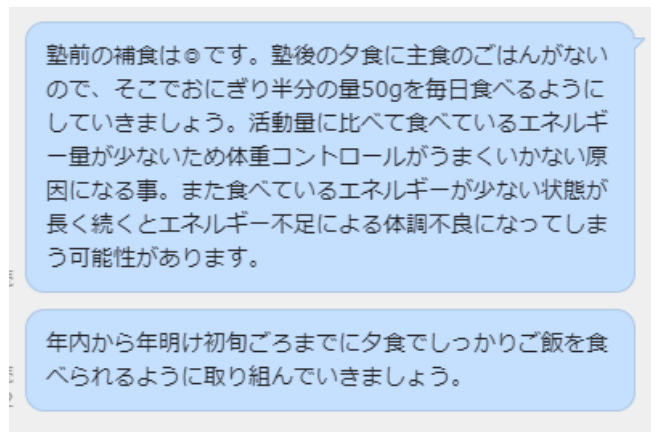 塾前の補食は◎です。塾後の夕食に主食のごはんがない
ので、そこでおにぎり半分の量50gを毎日食べるように
していきましょう。活動量に比べて食べているエネルギ
ー量が少ないため体重コントロールがうまくいかない原
因になる事。また食べているエネルギーが少ない状態が
長く続くとエネルギー不足による体調不良になってしま
う可能性があります。
年内から年明け初旬ごろまでに夕食でしっかりご飯を食
べられるように取り組んでいきましょう。